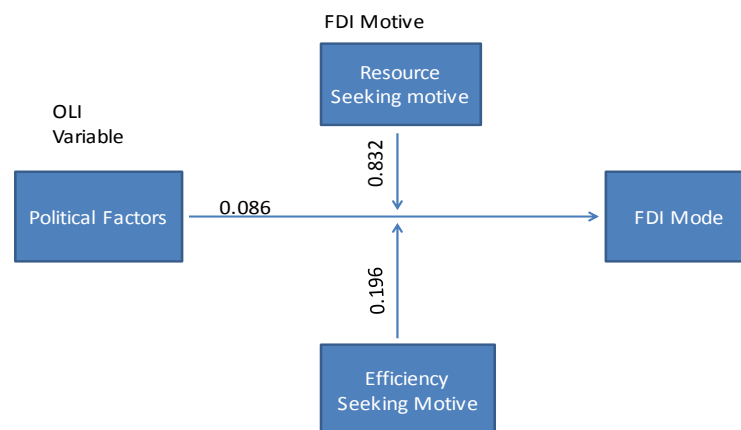 FDI Motive
Resource
Seeking motive
OLI
Variable
0.832
Political Factors
0.086
FDI Mode
0.196
Efficiency
Seeking Motive